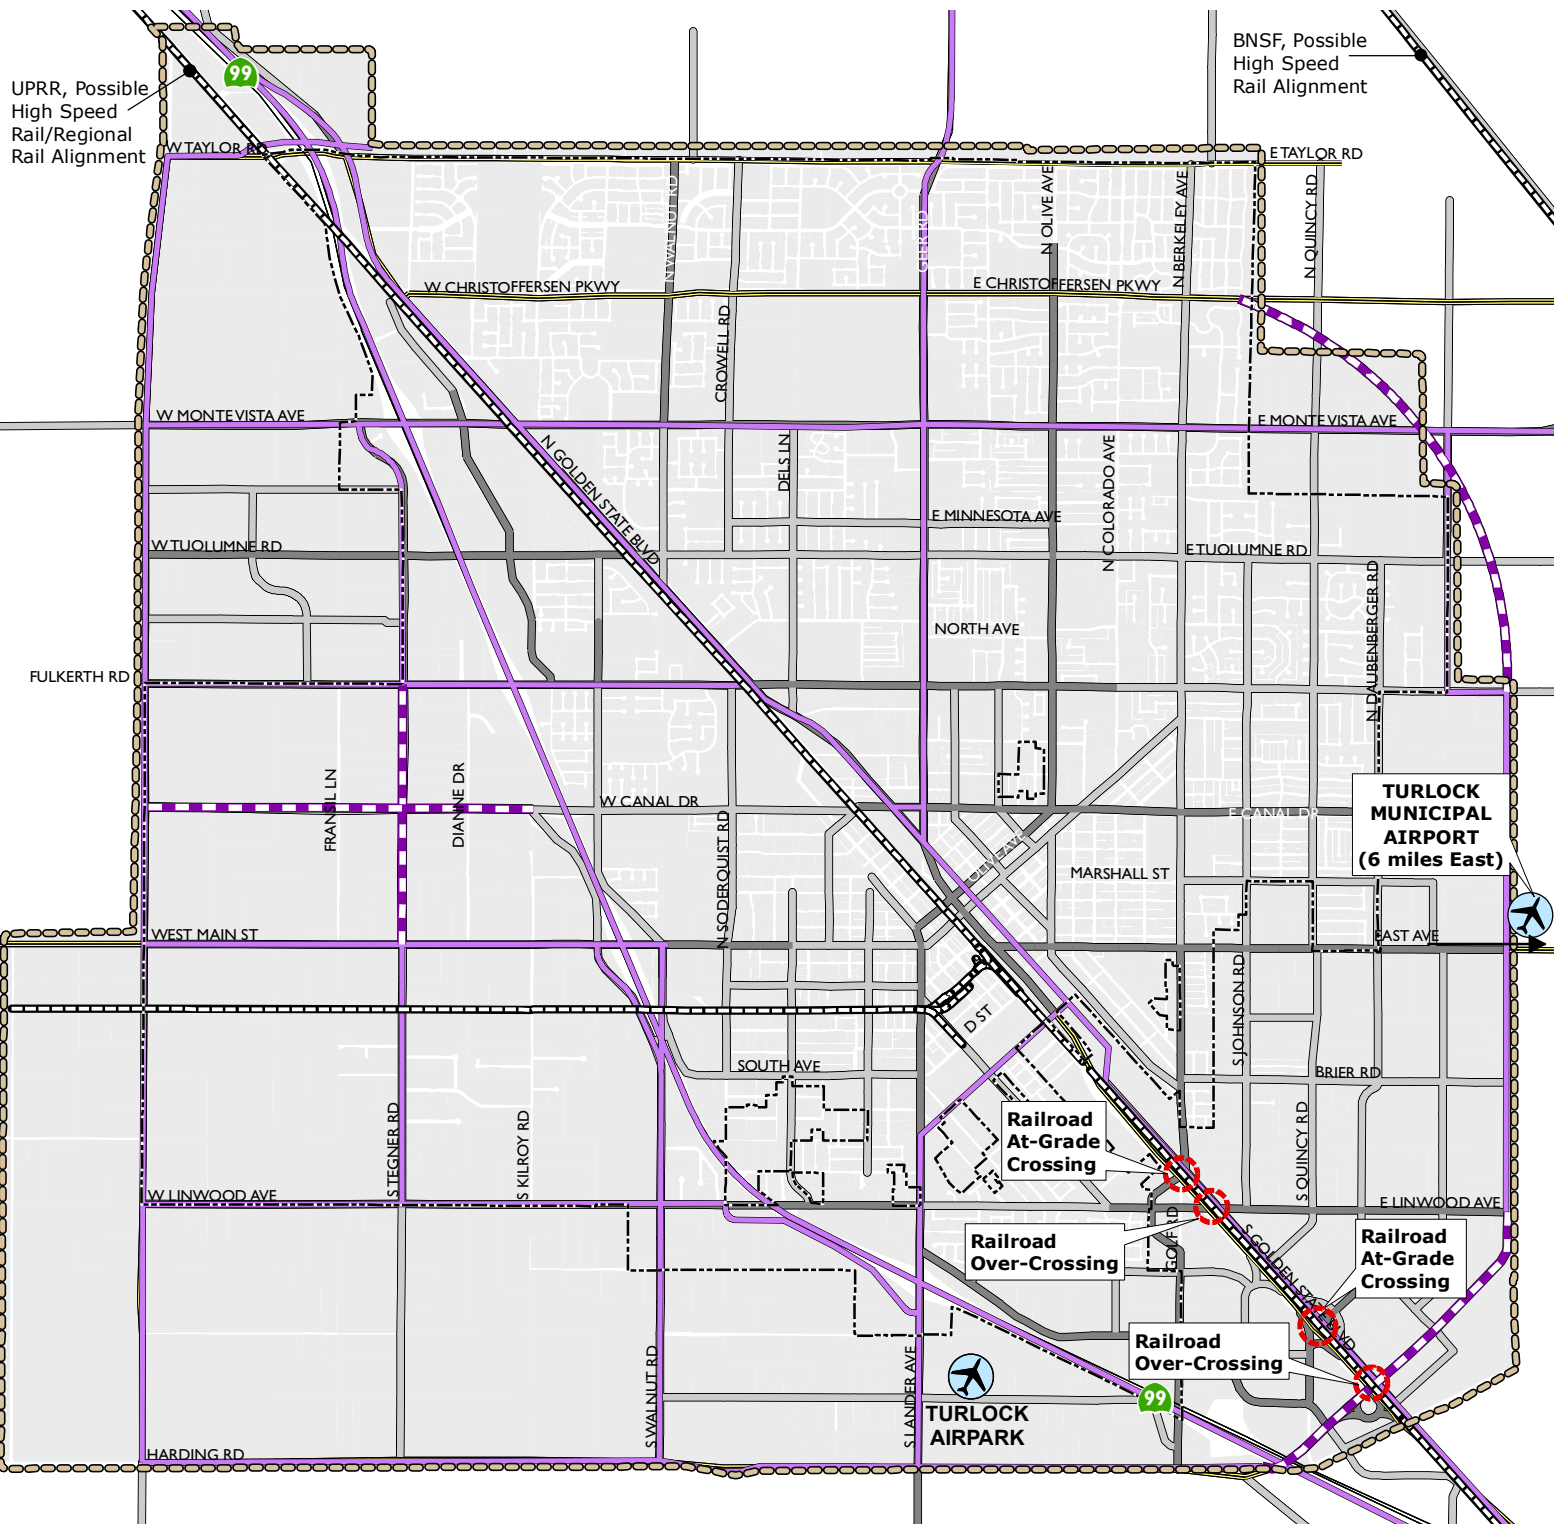 BNSF, Possible
High Speed
Rail Alignment
99
UPRR, Possible
High Speed
Rail/Regional
Rail Alignment
W TAYLOR RD
E TAYLOR RD
N WALNUT RD
GEER RD
N OLIVE AVE
N BERKELEY AVE
N QUINCY RD
W CHRISTOFFERSEN PKWY
E CHRISTOFFERSEN PKWY
CROWELL RD
W MONTE VISTA AVE
E MONTE VISTA AVE
N GOLDEN STATE BLVD
DELS LN
N COLORADO AVE
E MINNESOTA AVE
W TUOLUMNE RD
E TUOLUMNE RD
N DAUBENBERGER RD
NORTH AVE
FULKERTH RD
FRANSIL LN
DIANNE DR
W CANAL DR
E CANAL DR
TURLOCK
MUNICIPAL
AIRPORT
(6 miles East)
N SODERQUIST RD
OLIVE AVE
MARSHALL ST
WEST MAIN ST
EAST AVE
D ST
S JOHNSON RD
SOUTH AVE
BRIER RD
S TEGNER RD
S KILROY RD
Railroad
At-Grade
Crossing
S QUINCY RD
W LINWOOD AVE
E LINWOOD AVE
Railroad
Over-Crossing
GOLF RD
S GOLDEN STATE BLVD
Railroad
At-Grade
Crossing
Railroad
Over-Crossing
S WALNUT RD
S LANDER AVE
99
TURLOCK
AIRPARK
HARDING RD